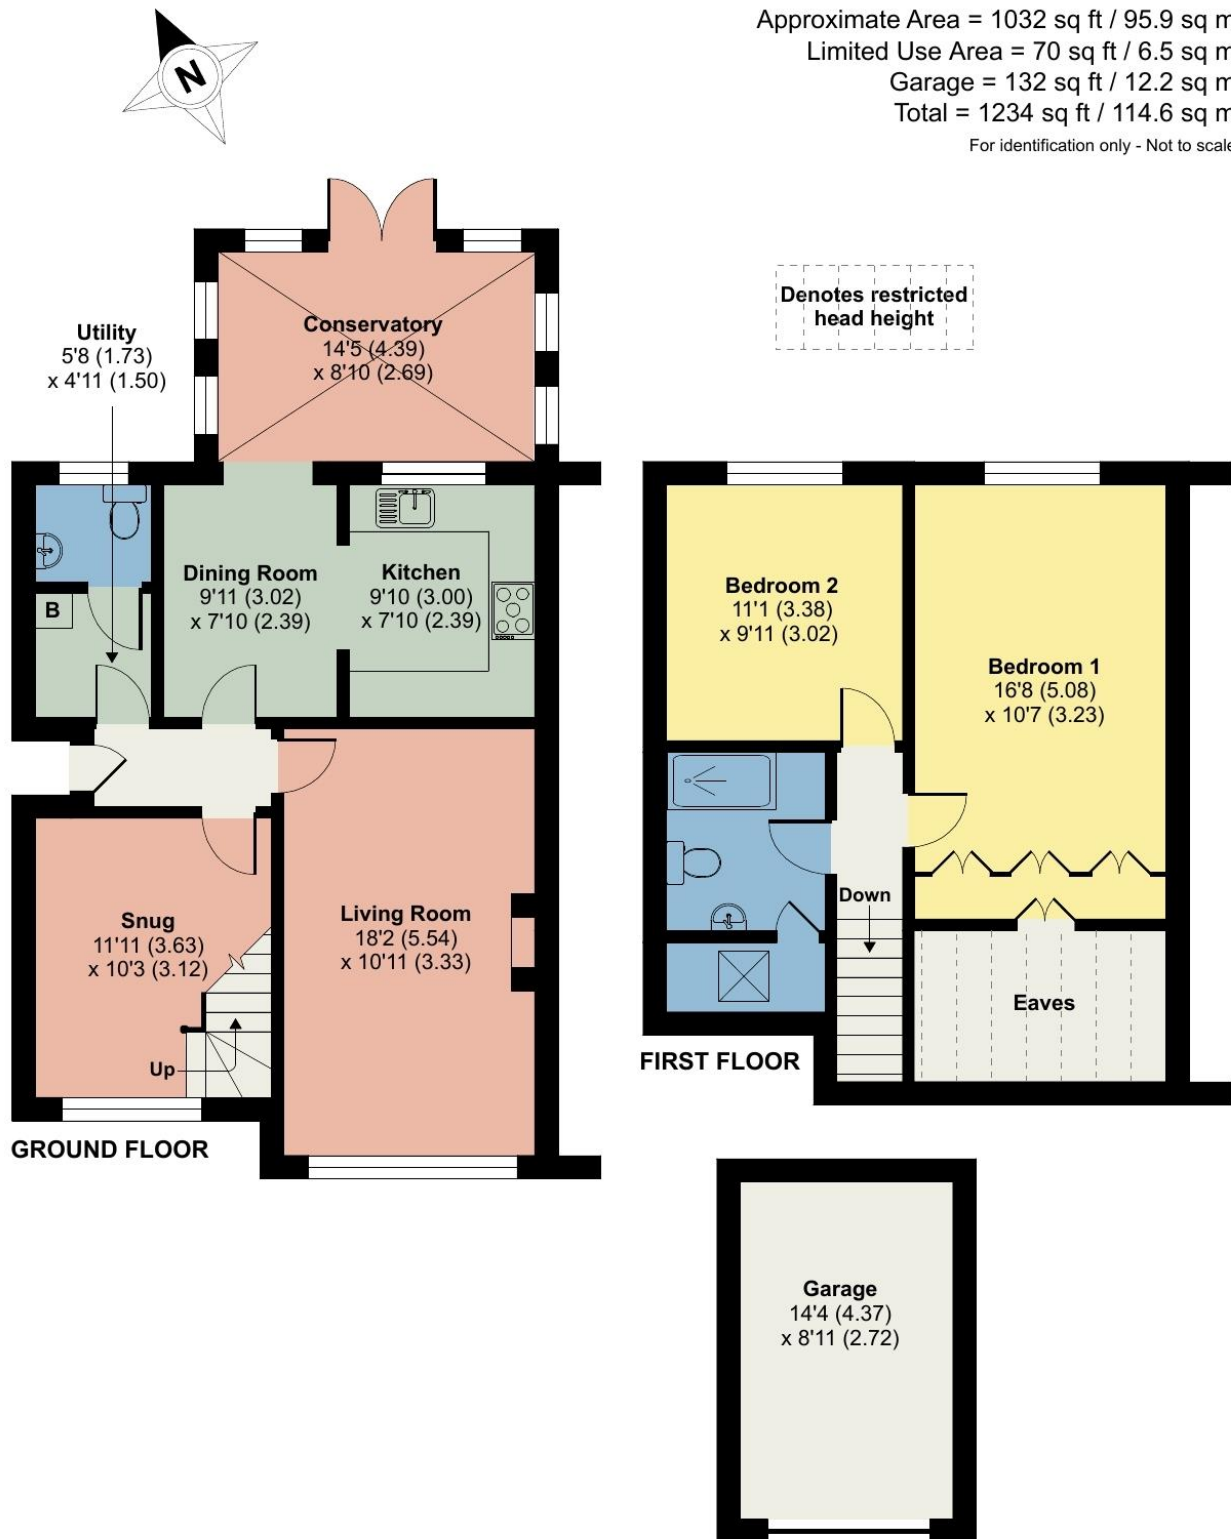 Approximate Area = 1032 sq ft / 95.9 sq m
Limited Use Area = 70 sq ft / 6.5 sq m
Garage = 132 sq ft / 12.2 sq m
Total = 1234 sq ft / 114.6 sq m
For identification only - Not to scale
N
Denotes restricted
head height
Utility
5'8 (1.73)
x 4'11 (1.50)
Conservatory
14'5 (4.39)
x 8'10 (2.69)
Dining Room
9'11 (3.02)
x 7'10 (2.39)
Kitchen
9'10 (3.00)
x 7'10 (2.39)
B
Snug
11'11 (3.63)
x 10'3 (3.12)
Living Room
18'2 (5.54)
x 10'11 (3.33)
Up
GROUND FLOOR
Bedroom 2
11'1 (3.38)
x 9'11 (3.02)
Bedroom 1
16'8 (5.08)
x 10'7 (3.23)
Down
Eaves
FIRST FLOOR
Garage
14'4 (4.37)
x 8'11 (2.72)